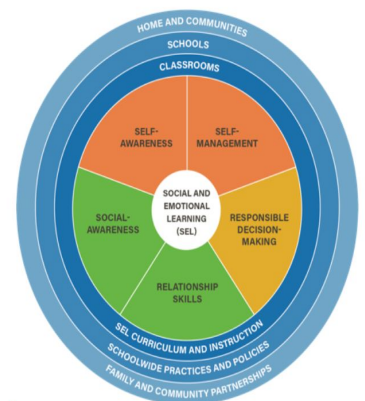 HOME AND COMMUNITIES
SCHOOLS
CLASSROOMS
SELF-
AWARENESS
SELF-
MANAGEMENT
SOCIAL AND
EMOTIONAL
LEARNING
(SEL)
SOCIAL-
AWARENESS
RESPONSIBLE
DECISION-
MAKING
RELATIONSHIP
SKILLS
SEL CURRICULUM AND INSTRUCTION
SCHOOLWIDE PRACTICES AND POLICIES
FAMILY AND COMMUNITY PARTNERSHIPS